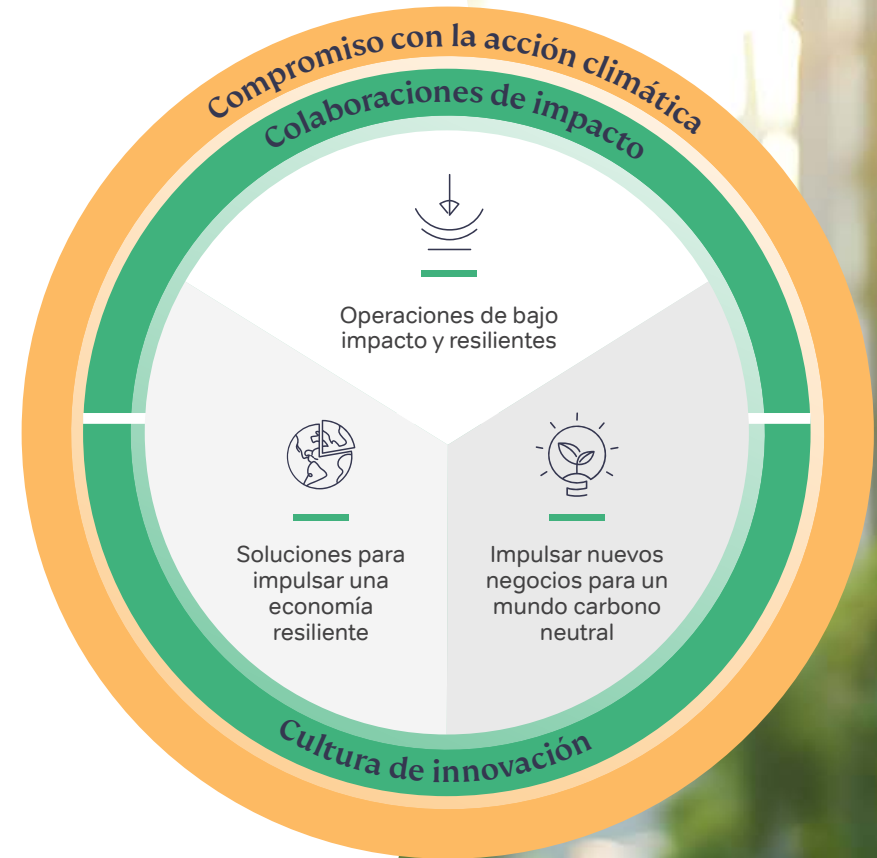 Compromiso con la acción climática
Colaboraciones de impacto
Operaciones de bajo
impacto y resilientes
Soluciones para
impulsar una
economía
resiliente
Impulsar nuevos
negocios para un
mundo carbono
neutral
Cultura de innovación